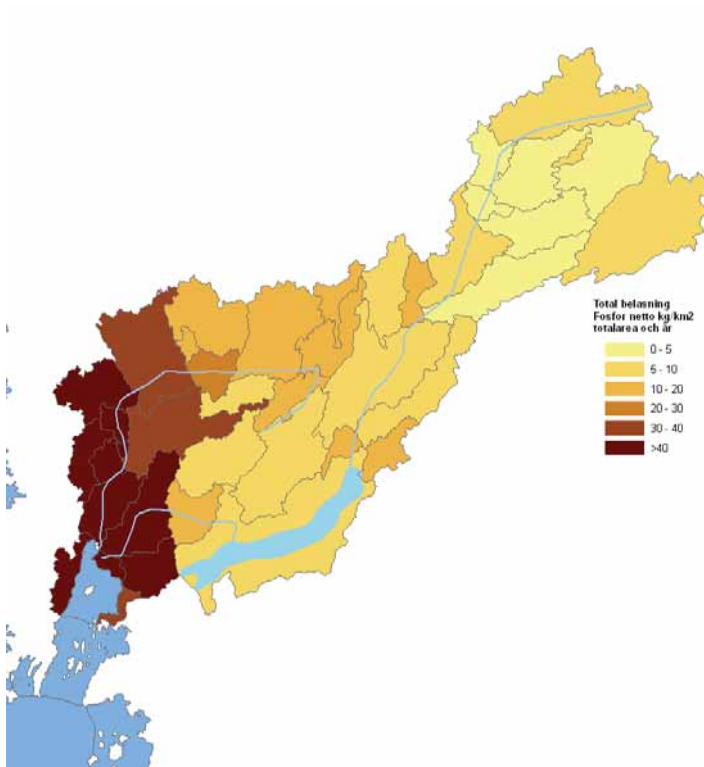 Total belasning
Fosfor netto kg/km2
totalarea och år
0 - 5
5 - 10
10 - 20
20 - 30
30 - 40
>40